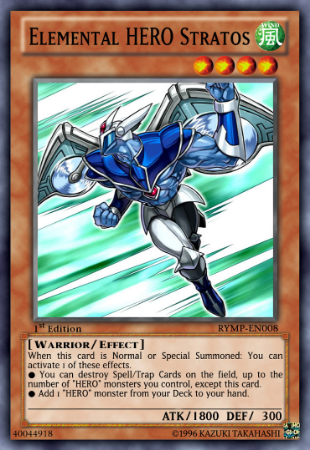 ELEMENTAL HERO STRATOS
WIND
風
1st Edition
RYMP-EN008
[WARRIOR/EFFECT]
When this card is Normal or Special Summoned: You can
activate 1 of these effects.
● You can destroy Spell/Trap Cards on the field, up to the
number of "HERO" monsters you control, except this card.
● Add 1 "HERO" monster from your Deck to your hand.
ATK/1800 DEF/ 300
40044918
©1996 KAZUKI TAKAHASHI